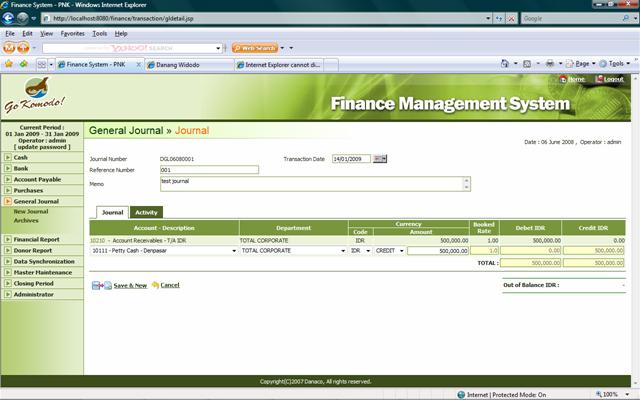 Finance System - PNK - Windows Internet Explorer
http://localhost:8080/finance/transaction/gldetail.jsp
Google
File Edit View Favorites Tools Help
YAHOO! SEARCH Web Search
Finance System - PNK Danang Widodo Internet Explorer cannot di... Page Tools
Go Komodo!
Home Logout
Finance Management System
Current Period :
01 Jan 2009 - 31 Jan 2009
Operator : admin
[ update password ]
General Journal » Journal
Date : 06 June 2008 , Operator : admin
Cash
Bank
Account Payable
Purchases
General Journal
New Journal
Archives
Financial Report
Donor Report
Data Synchronization
Master Maintenance
Closing Period
Administrator
Journal Number DGL06080001 Transaction Date 14/01/2009
Reference Number 001
Memo test journal
Journal Activity
Account - Description Department Currency Booked Rate Debet IDR Credit IDR
Code Amount
10210 - Account Receivables - T/A IDR TOTAL CORPORATE IDR 500,000.00 1.00 500,000.00 0.00
10111 - Petty Cash - Denpasar TOTAL CORPORATE IDR CREDIT 500,000.00 1.0 0.00 500,000.00
TOTAL : 500,000.00 500,000.00
Save & New Cancel
Out of Balance IDR : -
Copyright(C)2007 Danaco, All rights reserved.
Internet | Protected Mode: On 100%